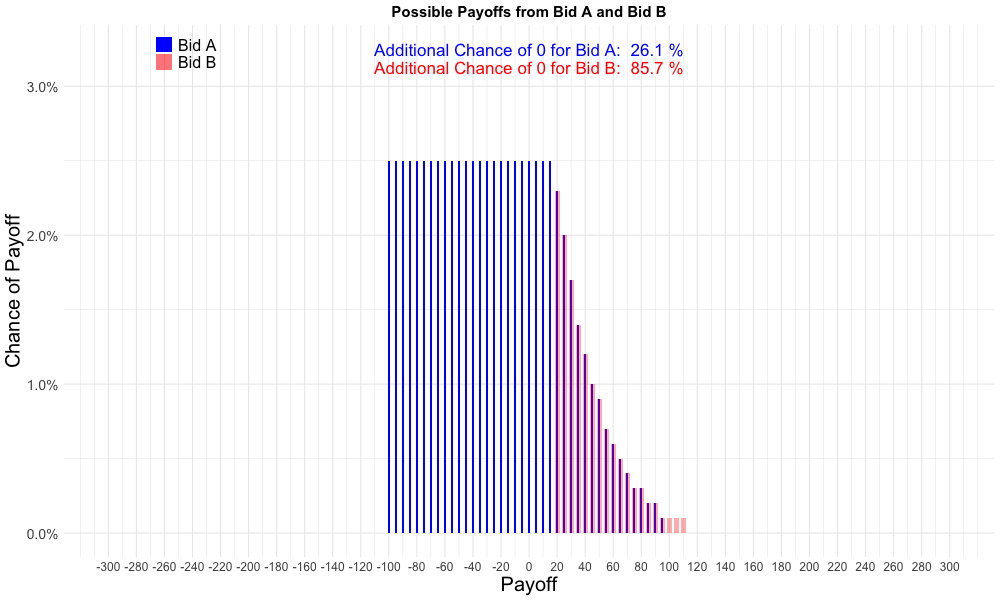 Possible Payoffs from Bid A and Bid B
Bid A
Bid B
Additional Chance of 0 for Bid A:  26.1 %
Additional Chance of 0 for Bid B:  85.7 %
Chance of Payoff
3.0%
2.0%
1.0%
0.0%
-300 -280 -260 -240 -220 -200 -180 -160 -140 -120 -100 -80 -60 -40 -20 0 20 40 60 80 100 120 140 160 180 200 220 240 260 280 300
Payoff